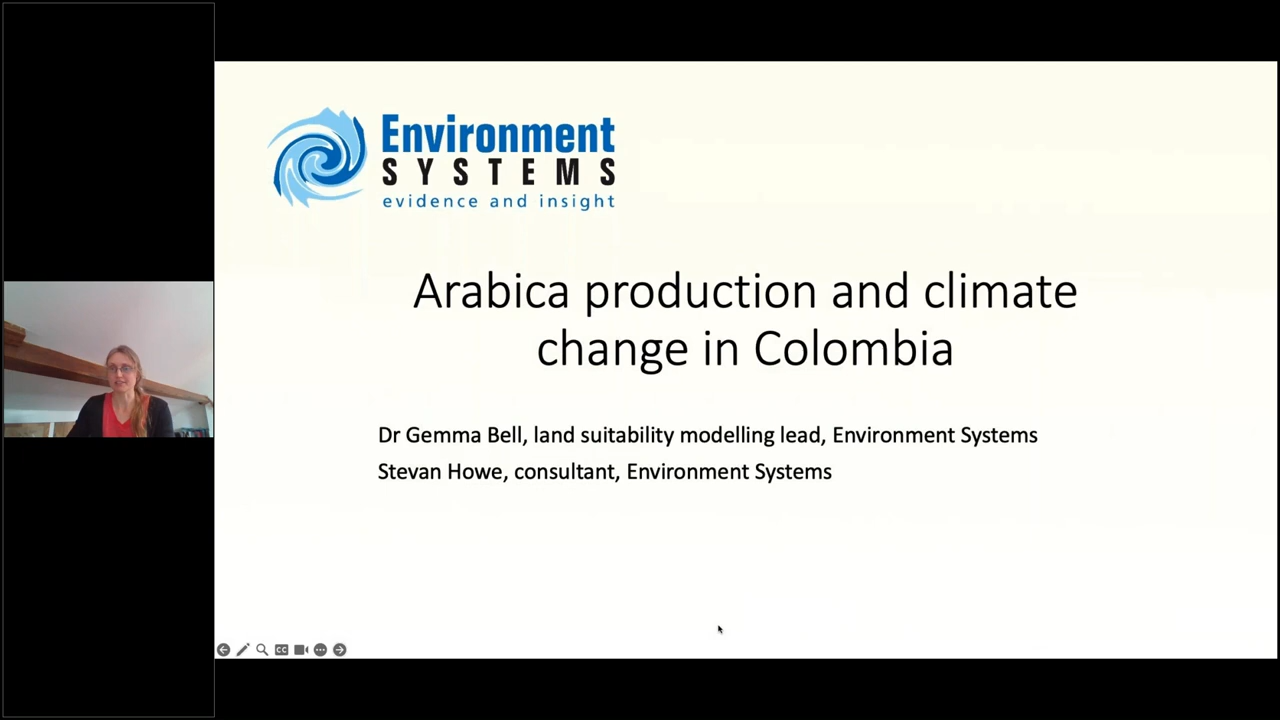 Environment
SYSTEMS
evidence and insight
Arabica production and climate
change in Colombia
Dr Gemma Bell, land suitability modelling lead, Environment Systems
Stevan Howe, consultant, Environment Systems
CC